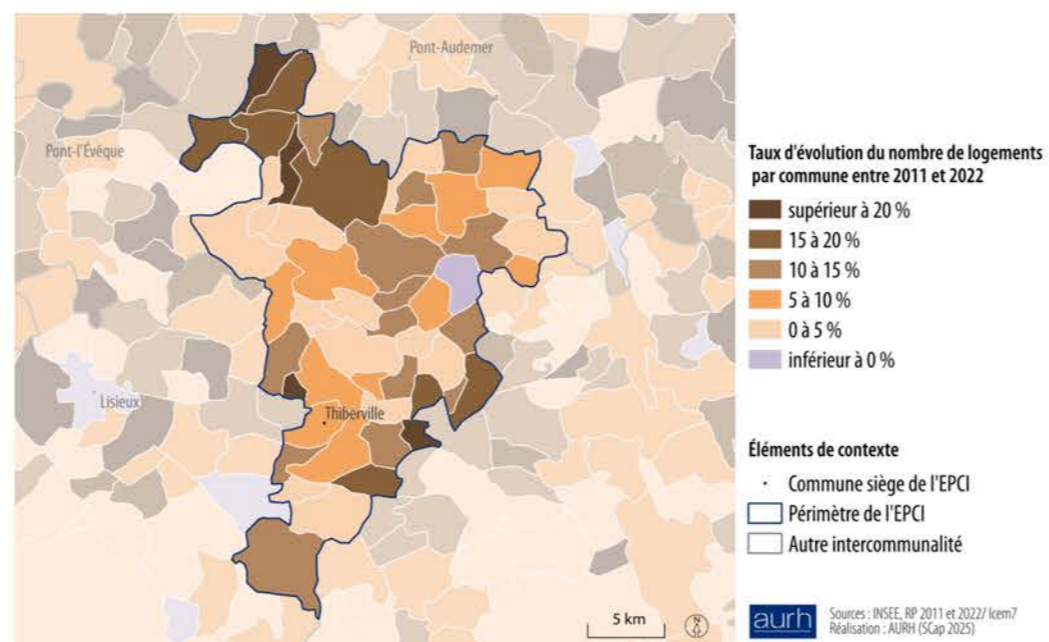 Pont-Audemer
Pont-l'Évêque
Lisieux
Thiberville
5 km
N
Taux d'évolution du nombre de logements
par commune entre 2011 et 2022
supérieur à 20 %
15 à 20 %
10 à 15 %
5 à 10 %
0 à 5 %
inférieur à 0 %
Éléments de contexte
Commune siège de l'EPCI
Périmètre de l'EPCI
Autre intercommunalité
aurh
Sources : INSEE, RP 2011 et 2022/ Icem7
Réalisation : AURH (SCap 2025)